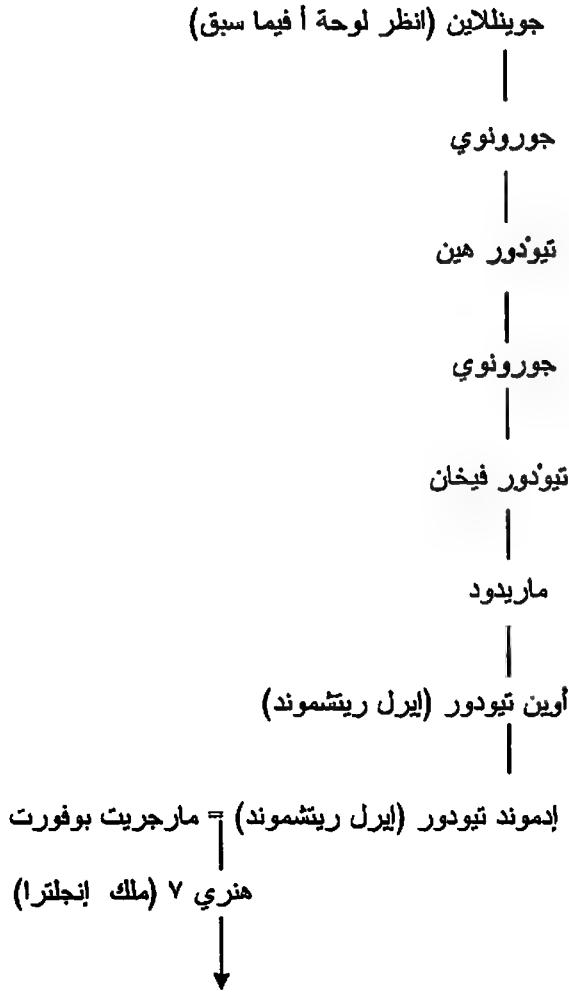 جوينللاين (انظر لوحة أ فيما سبق)
جورونوي
تيودور هين
جورونوي
تيودور فيخان
ماريدود
أوين تيودور (إيرل ريتشموند)
إدموند تيودور (إيرل ريتشموند) = مارجريت بوفورت
هنري ٧ (ملك إنجلترا)